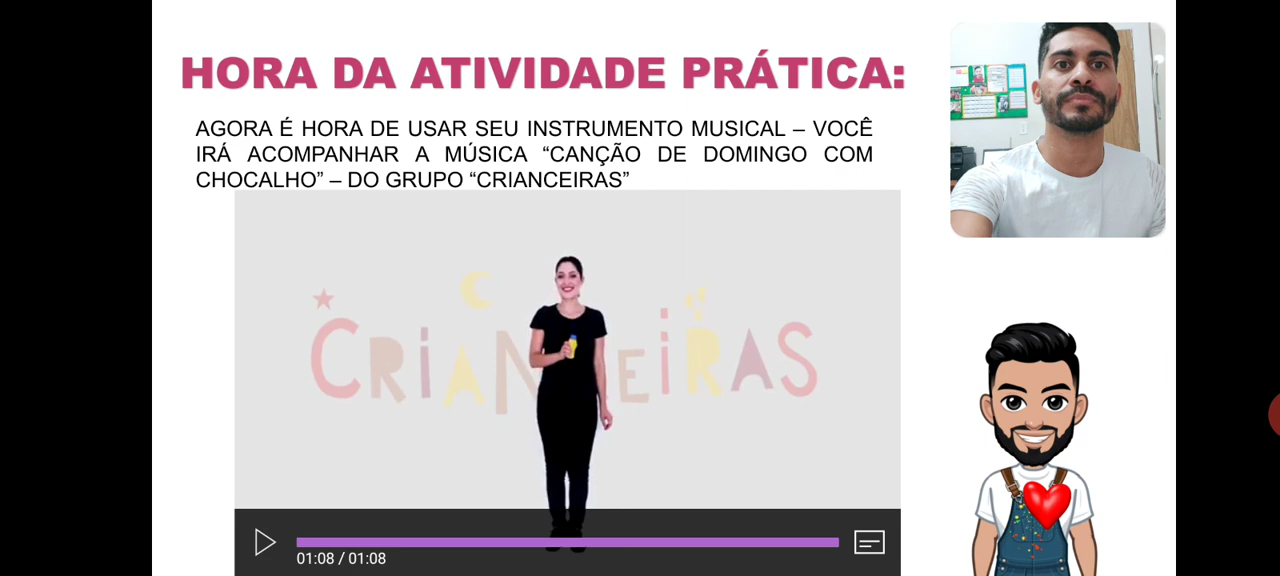 HORA DA ATIVIDADE PRÁTICA:
AGORA É HORA DE USAR SEU INSTRUMENTO MUSICAL – VOCÊ
IRÁ ACOMPANHAR A MÚSICA “CANÇÃO DE DOMINGO COM
CHOCALHO” – DO GRUPO “CRIANCEIRAS”
CRIANCEIRAS
01:08 / 01:08